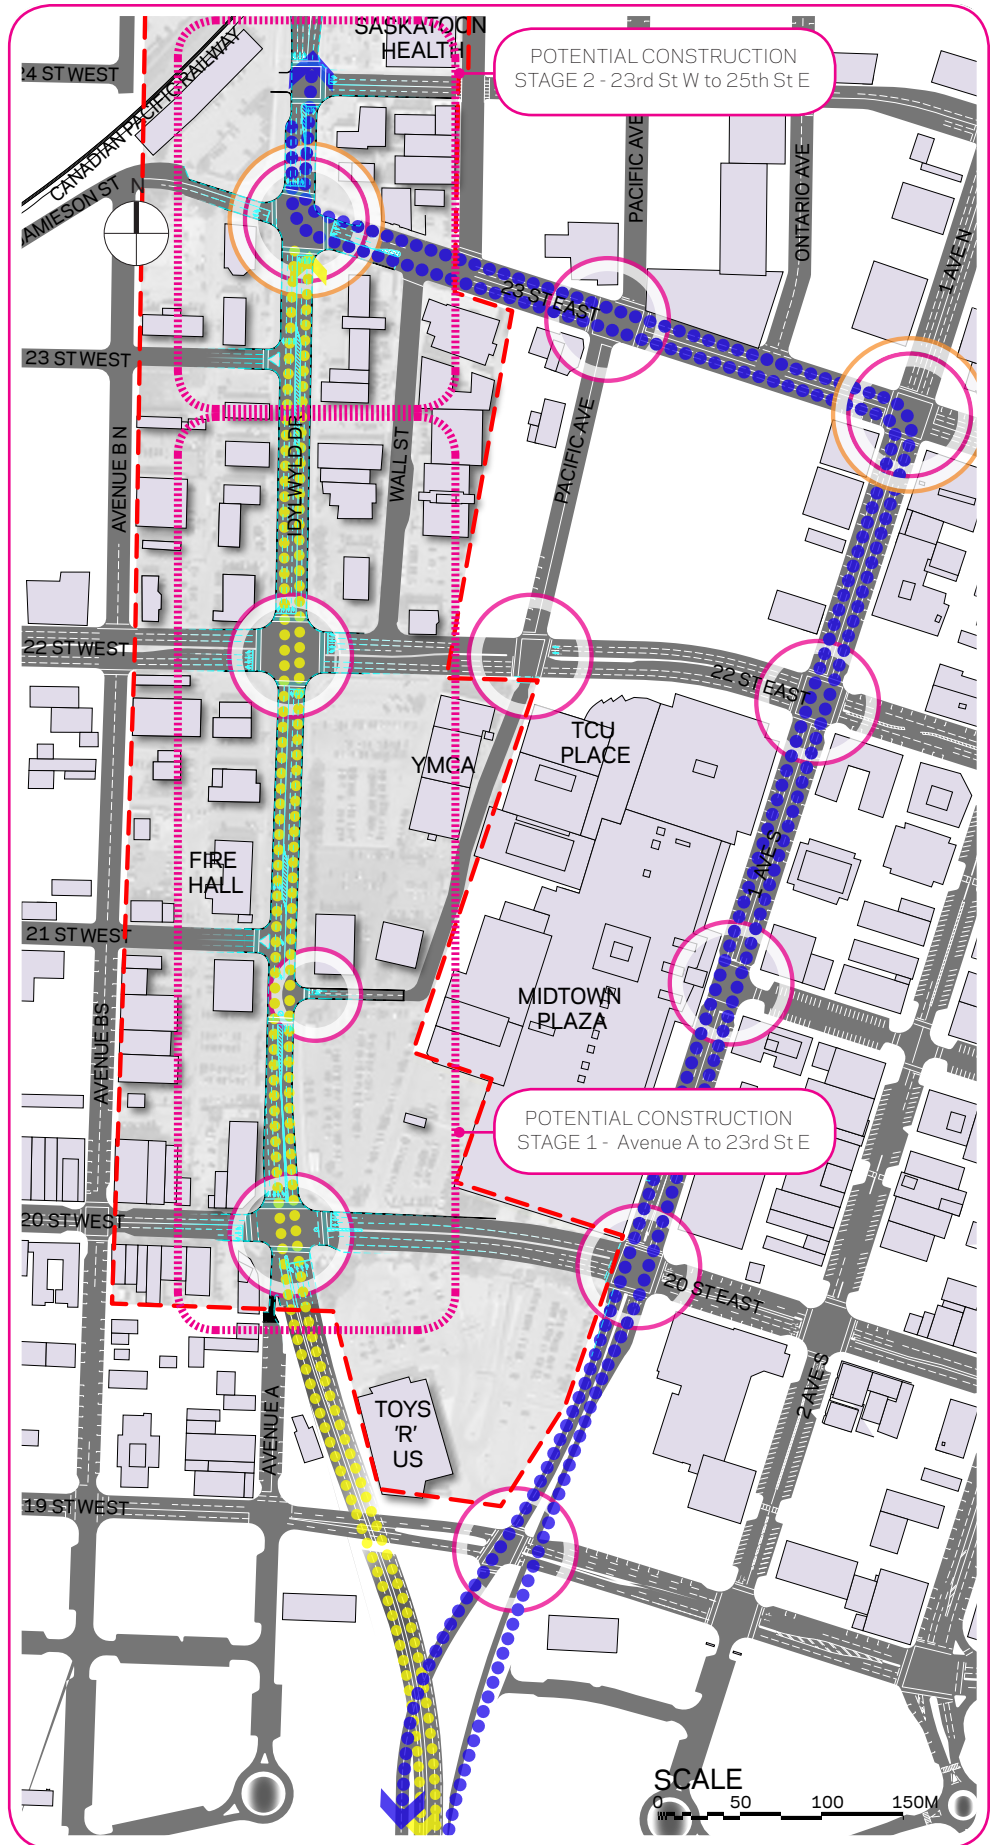 SASKATOON
HEALTH
24 ST WEST
CANADIAN PACIFIC RAILWAY
JAMIESON ST
N
POTENTIAL CONSTRUCTION
STAGE 2 - 23rd St W to 25th St E
PACIFIC AVE
ONTARIO AVE
1 AVE N
23 ST EAST
23 ST WEST
AVENUE B N
IDYLWYLD DR
WALL ST
PACIFIC AVE
22 ST WEST
22 ST EAST
TCU
PLACE
YMCA
FIRE
HALL
1 AVE S
21 ST WEST
MIDTOWN
PLAZA
AVENUE BS
POTENTIAL CONSTRUCTION
STAGE 1 - Avenue A to 23rd St E
20 ST WEST
20 ST EAST
2 AVE S
AVENUE A
TOYS
'R'
US
19 ST WEST
SCALE
0 50 100 150M